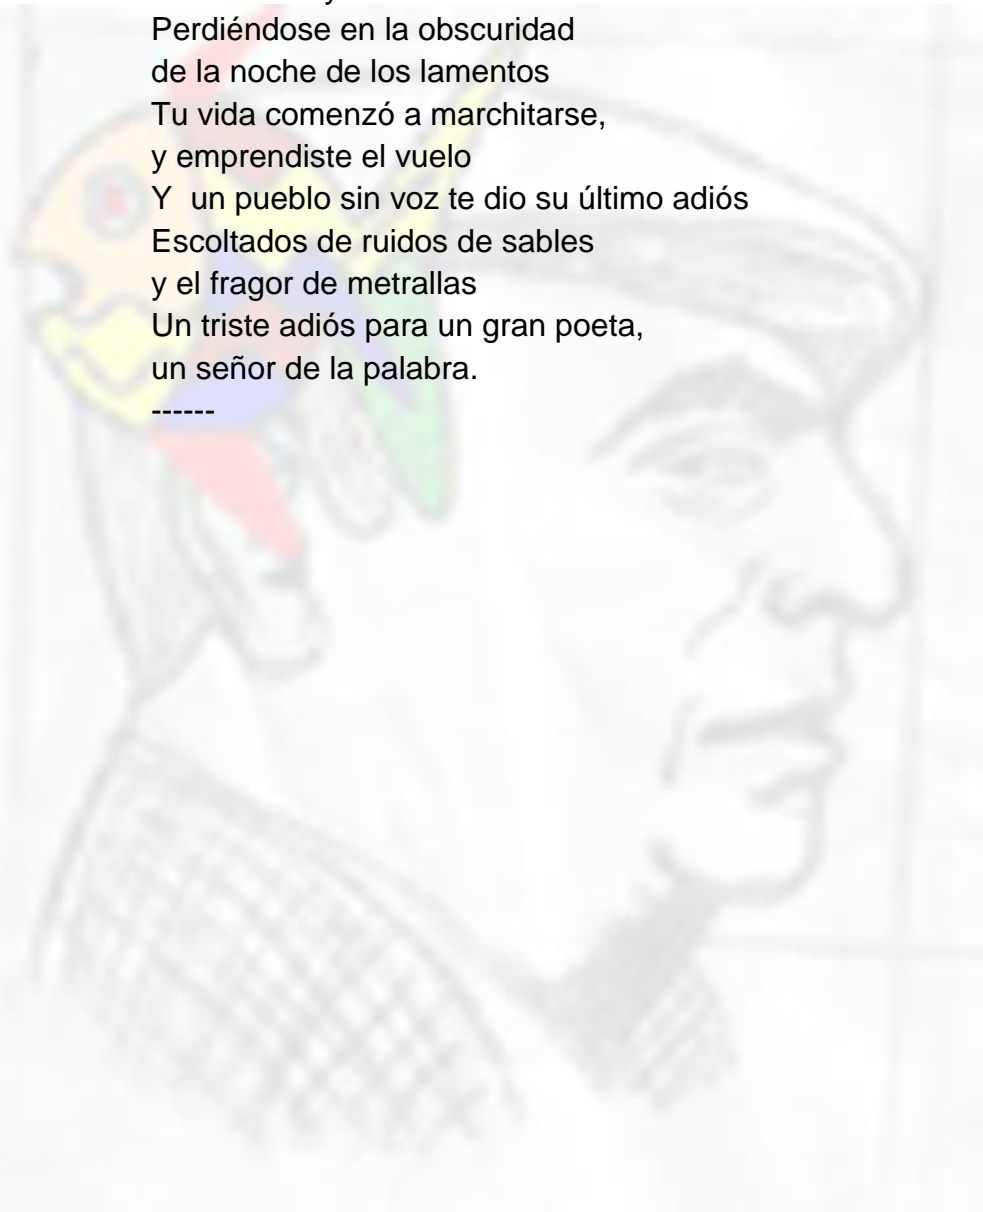 Perdiéndose en la obscuridad
de la noche de los lamentos
Tu vida comenzó a marchitarse,
y emprendiste el vuelo
Y  un pueblo sin voz te dio su último adiós
Escoltados de ruidos de sables
y el fragor de metrallas
Un triste adiós para un gran poeta,
un señor de la palabra.
------